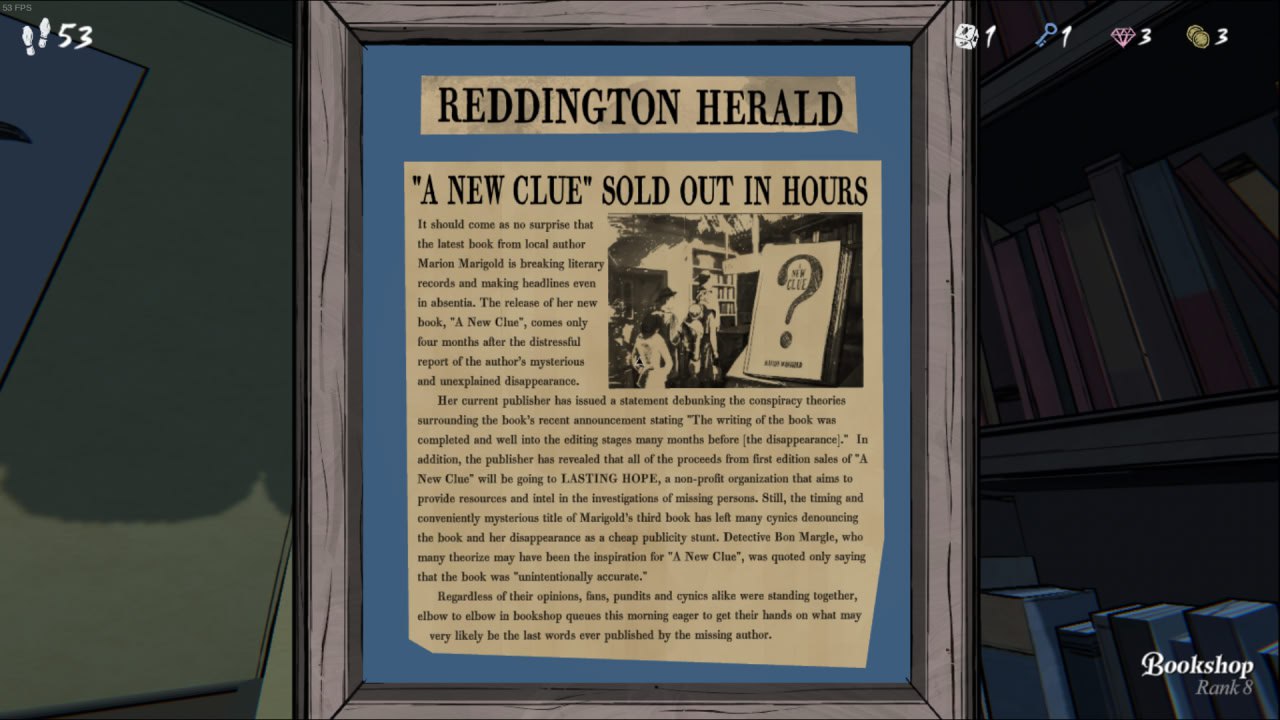 53 FPS
53
1
1
3
3
REDDINGTON HERALD
"A NEW CLUE" SOLD OUT IN HOURS
It should come as no surprise that
the latest book from local author
Marion Marigold is breaking literary
records and making headlines even
in absentia. The release of her new
book, "A New Clue", comes only
four months after the distressful
report of the author's mysterious
and unexplained disappearance.
A
NEW
CLUE
MARION MARIGOLD
Her current publisher has issued a statement debunking the conspiracy theories
surrounding the book's recent announcement stating "The writing of the book was
completed and well into the editing stages many months before [the disappearance]." In
addition, the publisher has revealed that all of the proceeds from first edition sales of "A
New Clue" will be going to LASTING HOPE, a non-profit organization that aims to
provide resources and intel in the investigations of missing persons. Still, the timing and
conveniently mysterious title of Marigold's third book has left many cynics denouncing
the book and her disappearance as a cheap publicity stunt. Detective Bon Margle, who
many theorize may have been the inspiration for "A New Clue", was quoted only saying
that the book was "unintentionally accurate."
Regardless of their opinions, fans, pundits and cynics alike were standing together,
elbow to elbow in bookshop queues this morning eager to get their hands on what may
very likely be the last words ever published by the missing author.
Bookshop
Rank 8